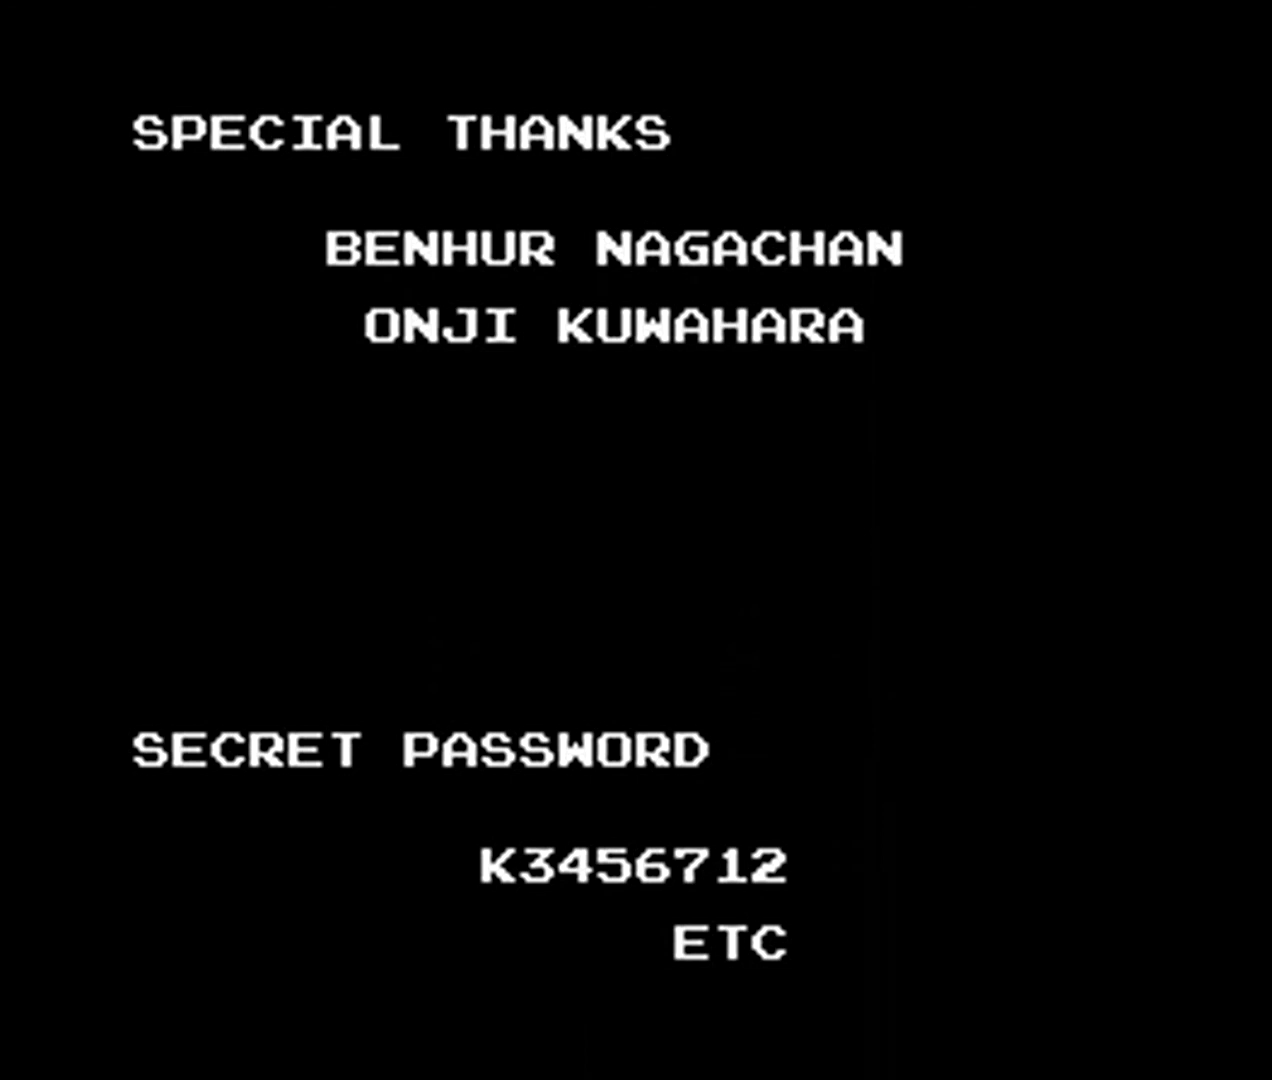 SPECIAL THANKS
BENHUR NAGACHAN
ONJI KUWAHARA
SECRET PASSWORD
K3456712
ETC